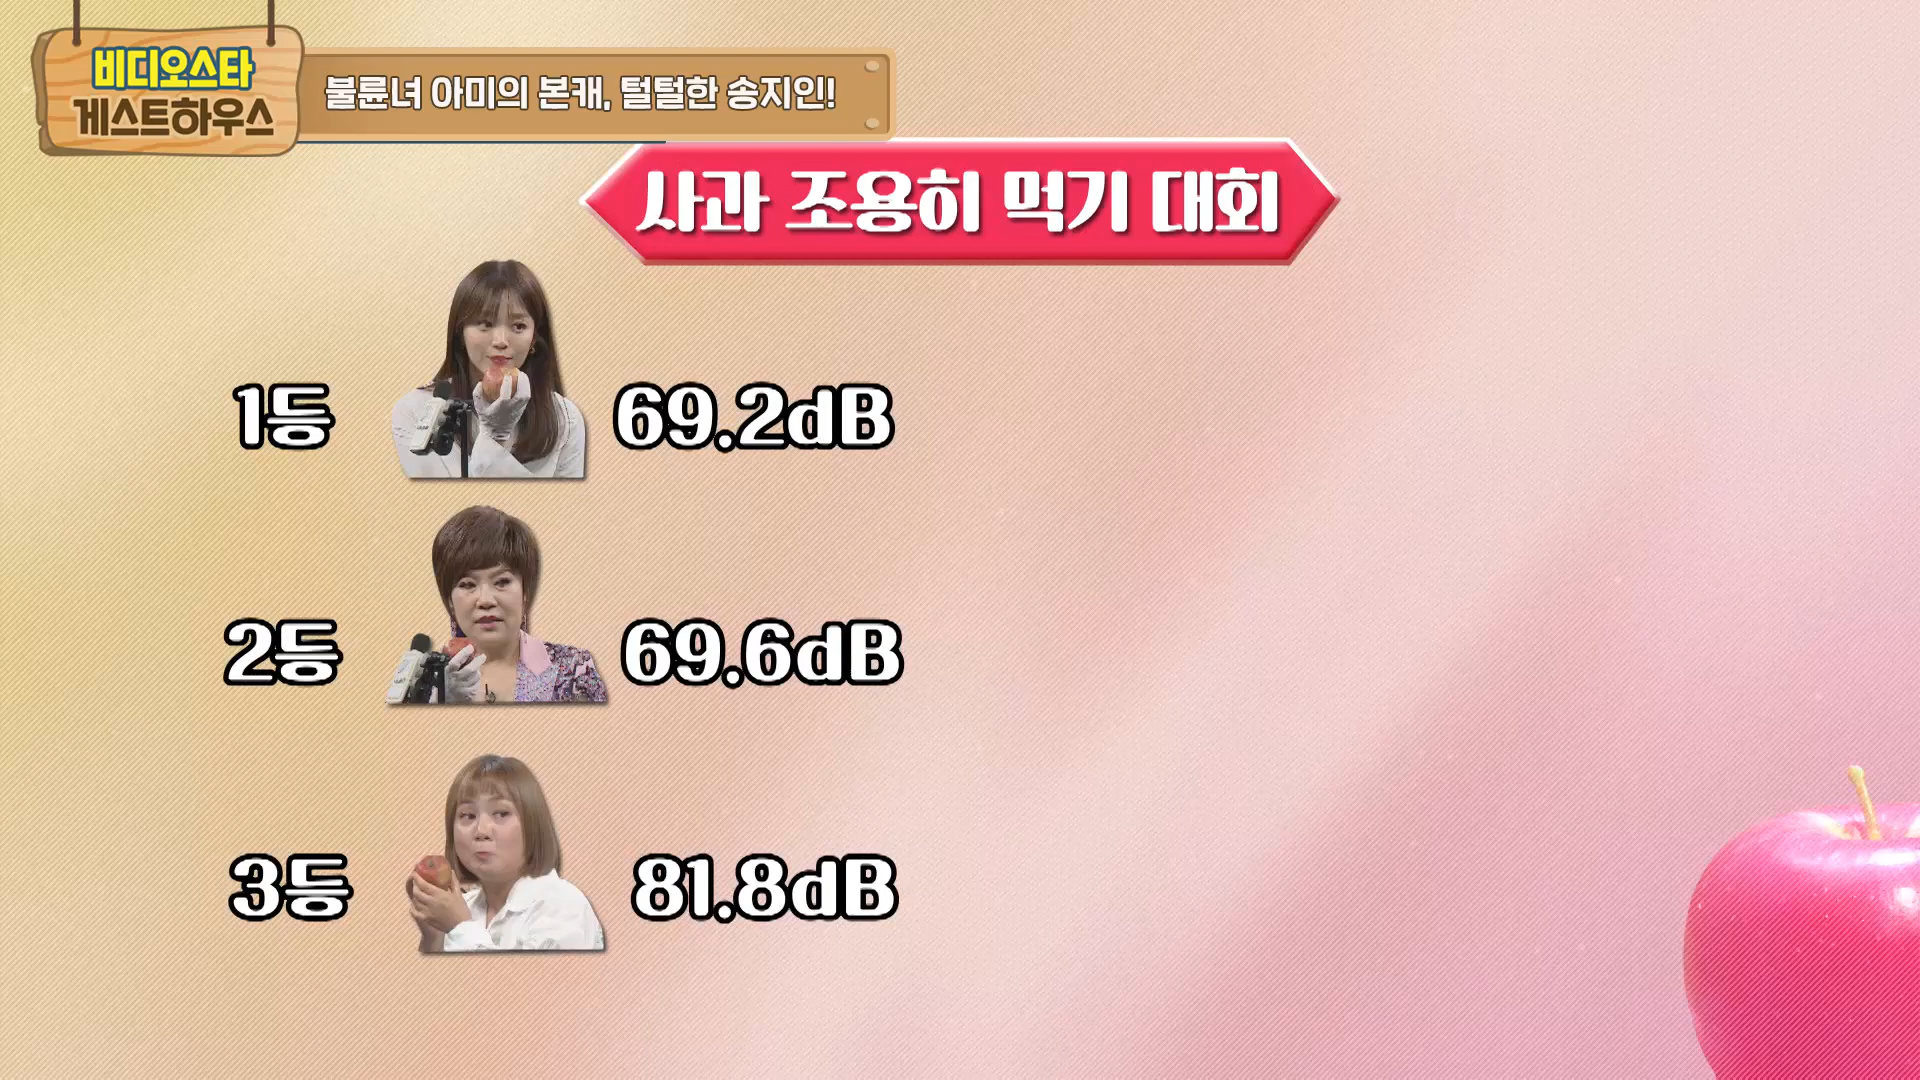 비디오스타
게스트하우스
불륜녀 아미의 본캐, 털털한 송지인!
사과 조용히 먹기 대회
1등 69.2dB
2등 69.6dB
3등 81.8dB